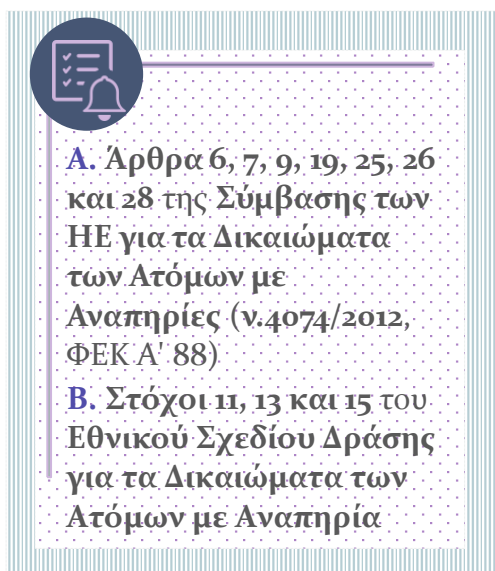 Α. Άρθρα 6, 7, 9, 19, 25, 26
και 28 της Σύμβασης των
ΗΕ για τα Δικαιώματα
των Ατόμων με
Αναπηρίες (ν.4074/2012,
ΦΕΚ Α' 88)
Β. Στόχοι 11, 13 και 15 του
Εθνικού Σχεδίου Δράσης
για τα Δικαιώματα των
Ατόμων με Αναπηρία